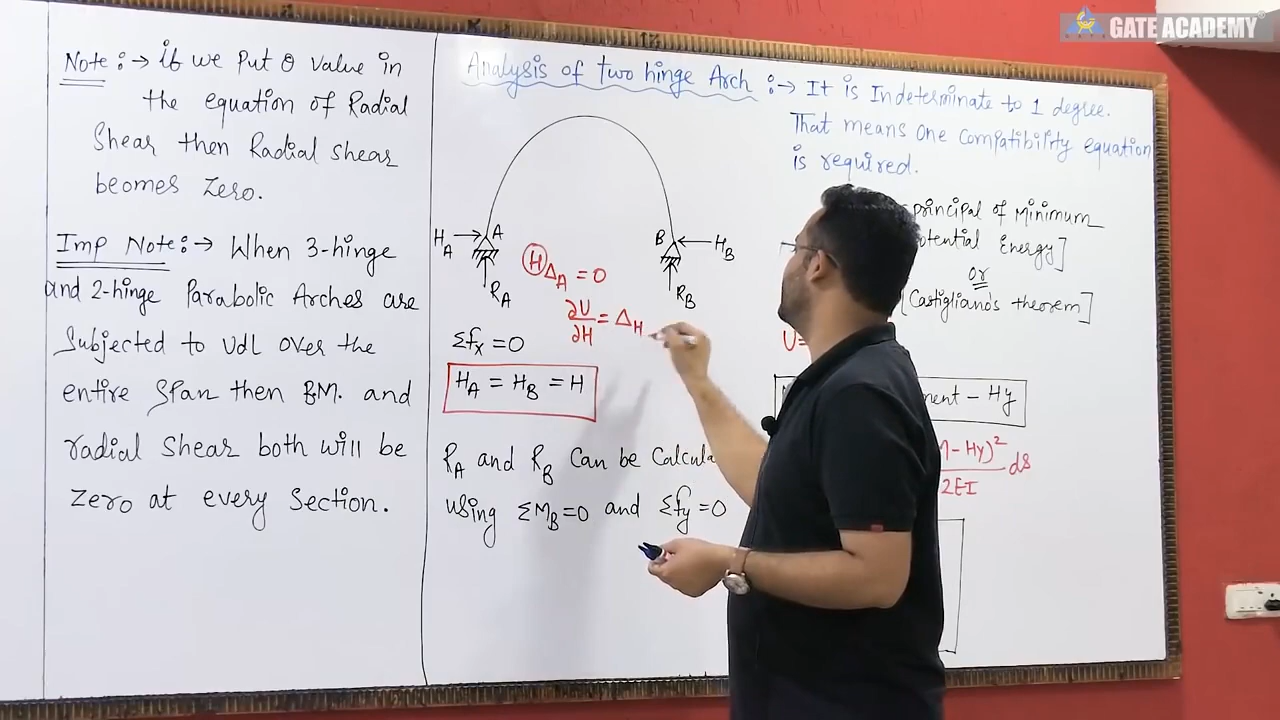 GATE ACADEMY
Note :→ if we Put θ value in
the equation of Radial
Shear then Radial shear
beomes Zero.
Imp Note :→ When 3-hinge
and 2-hinge Parabolic Arches are
Subjected to Udl over the
entire Span then B.M. and
radial Shear both will be
Zero at every Section.
Analysis of two hinge Arch :→ It is Indeterminate to 1 degree.
That means one Compatibility equation
is required.
H_A A B H_B
R_A R_B
H Δ_A = 0
∂U/∂H = Δ_H
Σfx = 0
H_A = H_B = H
R_A and R_B Can be Calcula
using ΣM_B=0 and Σfy=0
principal of Minimum
Potential Energy]
or
[Castigliano's theorem]
U=
ment - Hy
- Hy)² ds
2EI